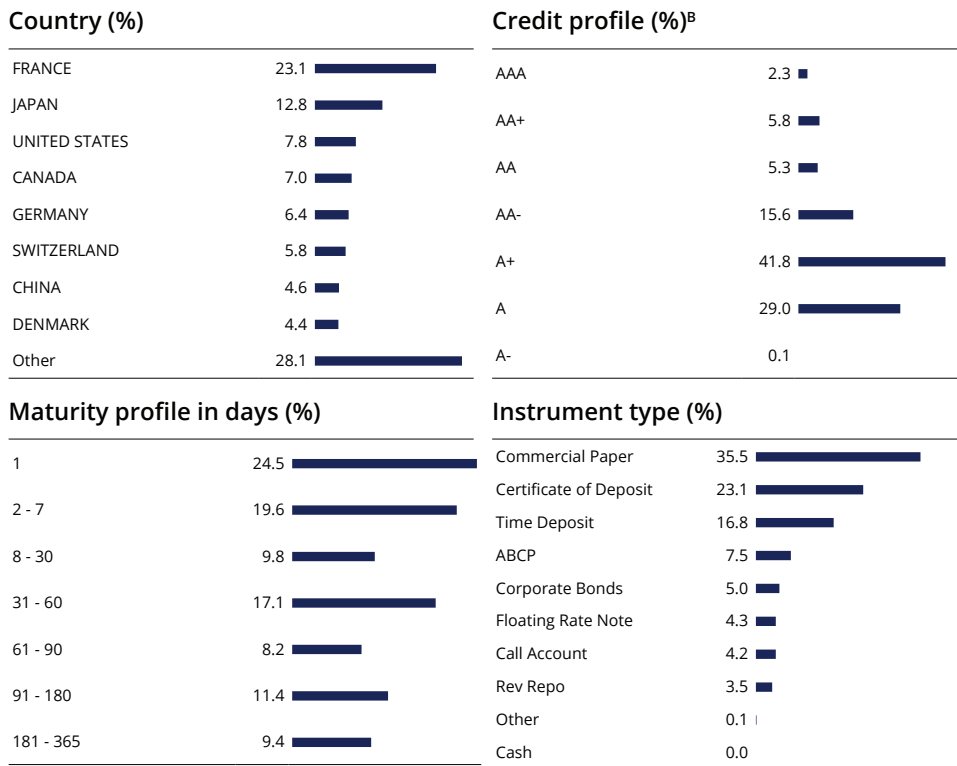 Country (%)
FRANCE 23.1
JAPAN 12.8
UNITED STATES 7.8
CANADA 7.0
GERMANY 6.4
SWITZERLAND 5.8
CHINA 4.6
DENMARK 4.4
Other 28.1
Credit profile (%)ᴮ
AAA 2.3
AA+ 5.8
AA 5.3
AA- 15.6
A+ 41.8
A 29.0
A- 0.1
Maturity profile in days (%)
1 24.5
2 - 7 19.6
8 - 30 9.8
31 - 60 17.1
61 - 90 8.2
91 - 180 11.4
181 - 365 9.4
Instrument type (%)
Commercial Paper 35.5
Certificate of Deposit 23.1
Time Deposit 16.8
ABCP 7.5
Corporate Bonds 5.0
Floating Rate Note 4.3
Call Account 4.2
Rev Repo 3.5
Other 0.1
Cash 0.0